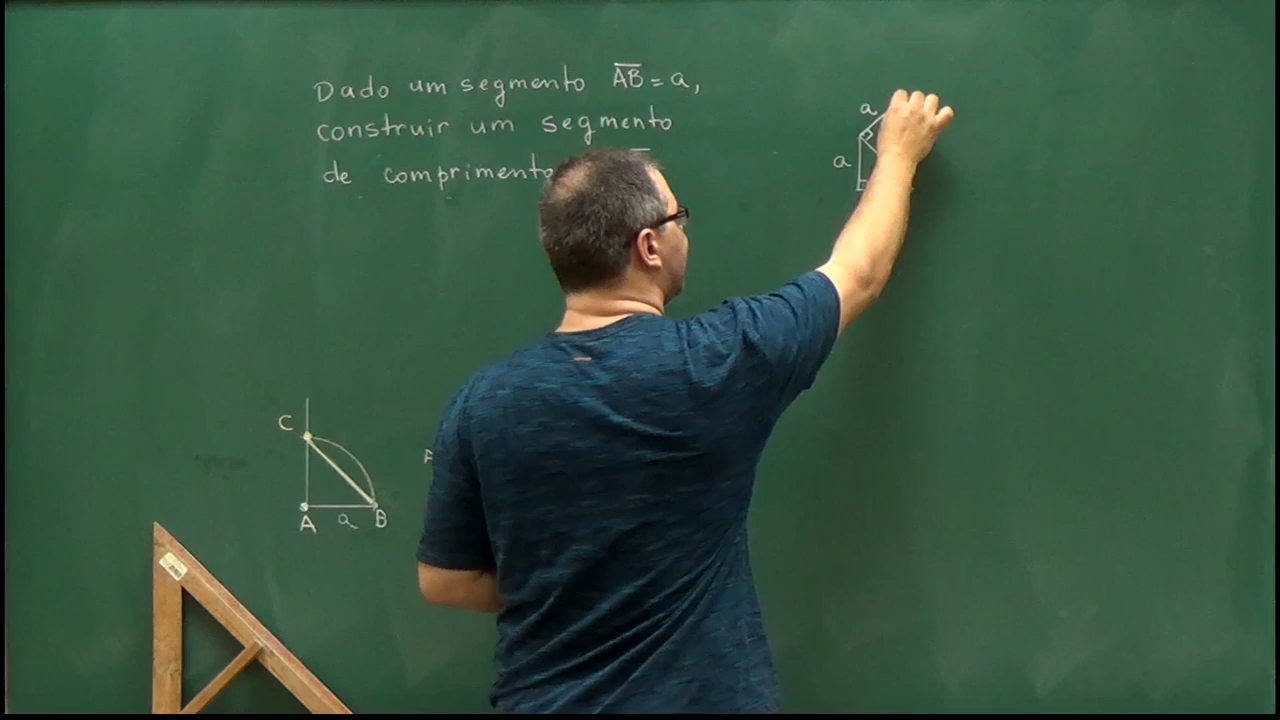 Dado um segmento AB = a,
construir um segmento
de comprimento
a
a
C
A
a
B